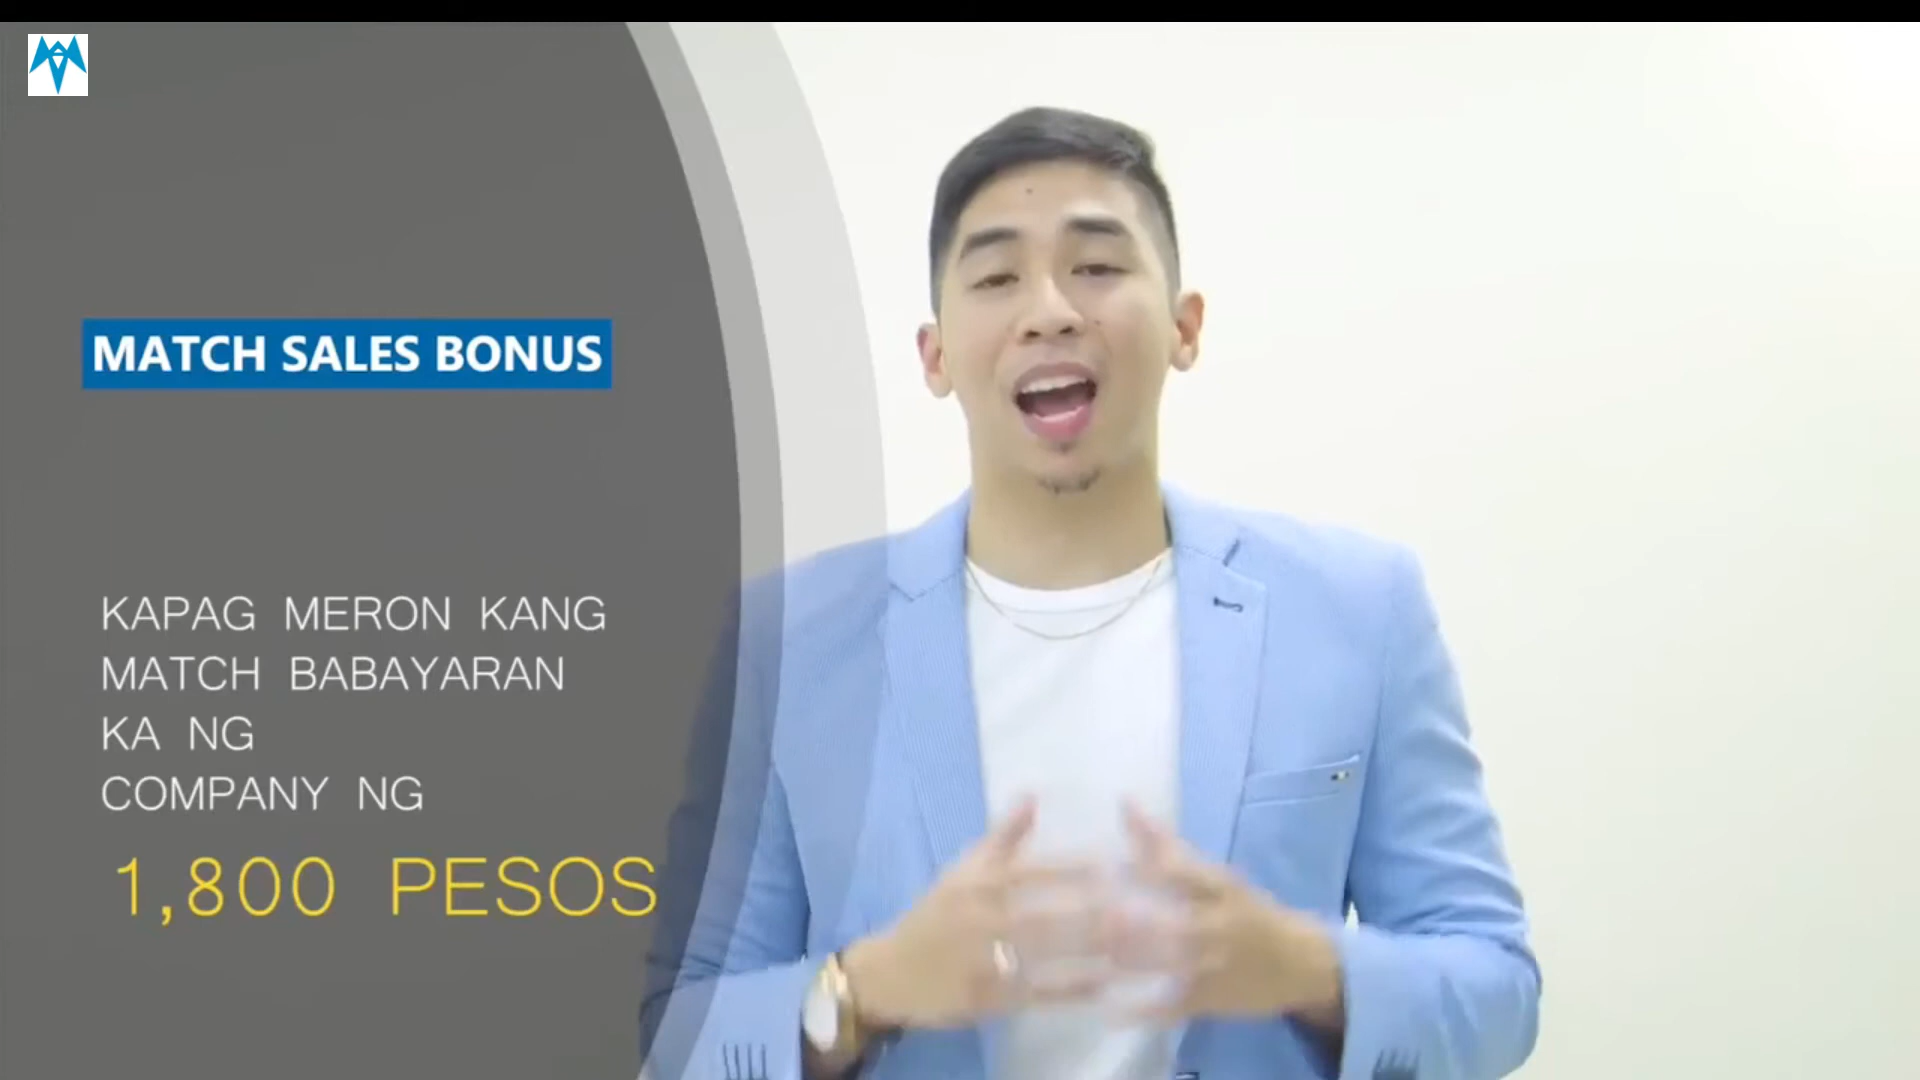 MATCH SALES BONUS
KAPAG MERON KANG
MATCH BABAYARAN
KA NG
COMPANY NG
1,800 PESOS